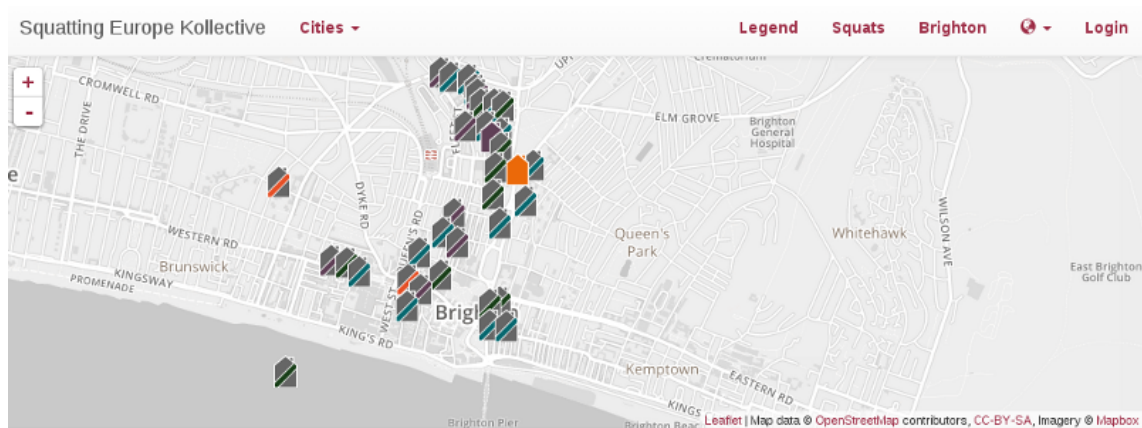 Squatting Europe Kollective Cities Legend Squats Brighton Login
+
-
Crematorium
CROMWELL RD
THE DRIVE
ELM GROVE
Brighton
General
Hospital
DYKE RD
WESTERN RD
QUEEN'S RD
Queen's
Park
Whitehawk
WILSON AVE
Brunswick
KINGSWAY
PROMENADE
WEST ST
East Brighton
Golf Club
KING'S RD
Kemptown
EASTERN RD
KINGS
Brighton Pier
Leaflet | Map data © OpenStreetMap contributors, CC-BY-SA, Imagery © Mapbox